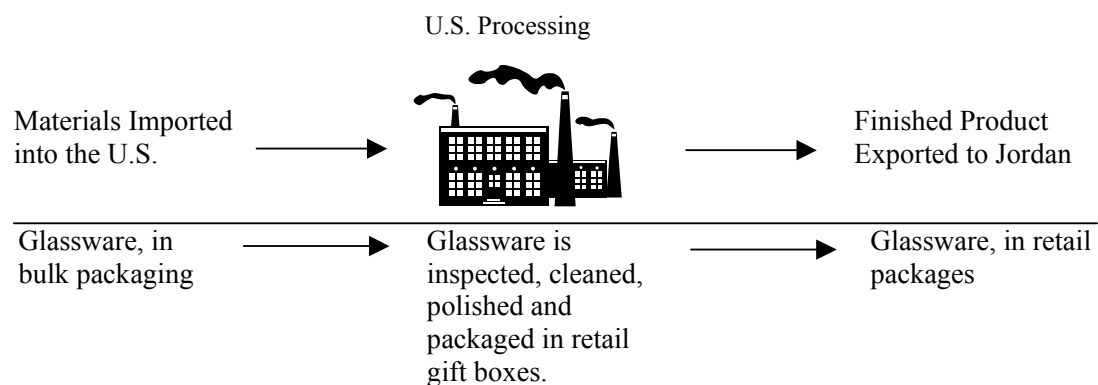 U.S. Processing
Materials Imported
into the U.S.
Finished Product
Exported to Jordan
Glassware, in
bulk packaging
Glassware is
inspected, cleaned,
polished and
packaged in retail
gift boxes.
Glassware, in retail
packages